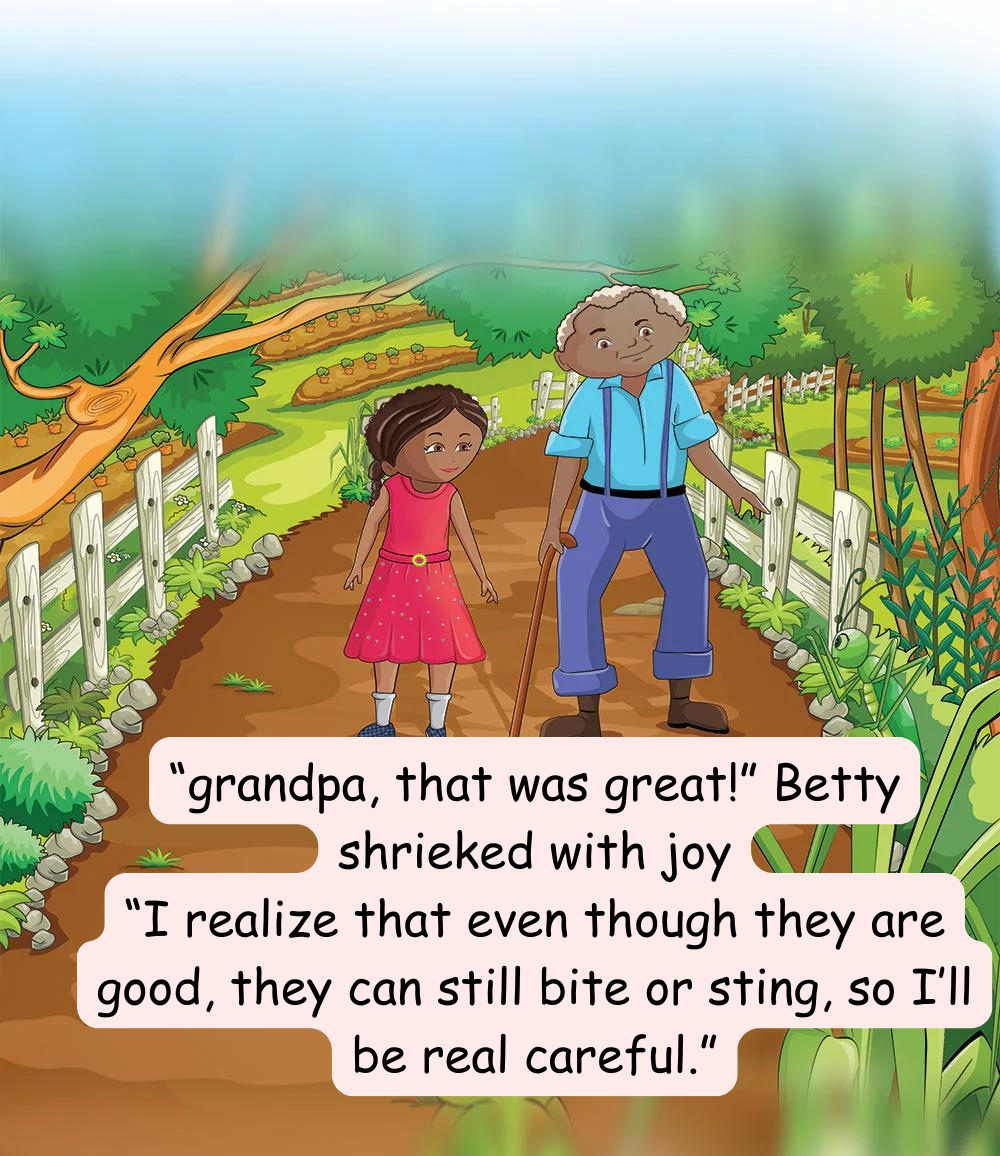 “grandpa, that was great!” Betty
shrieked with joy
“I realize that even though they are
good, they can still bite or sting, so I’ll
be real careful.”